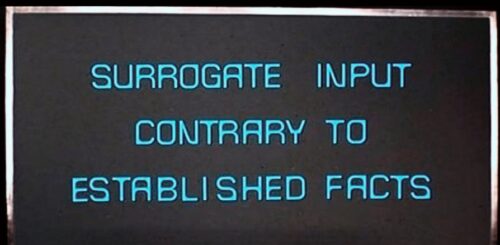 SURROGATE INPUT
CONTRARY TO
ESTABLISHED FACTS